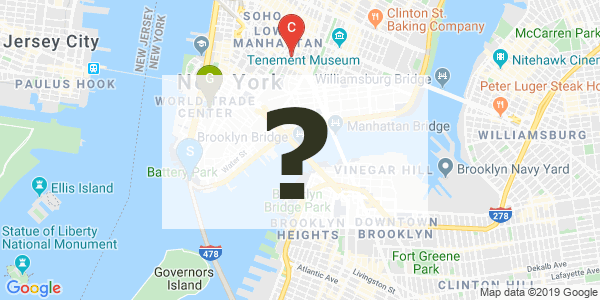 SOHO
LOW
MANHATTAN
C
Clinton St.
Baking Company
McCarren Park
Jersey City
NEW JERSEY
NEW YORK
Tenement Museum
Nitehawk Cine
PAULUS HOOK
G
New York
Williamsburg Bridge
Peter Luger Steak Ho
WORLD TRADE
CENTER
?
Manhattan Bridge
Brooklyn Bridge
WILLIAMSBURG
S
Water St
Battery Park
VINEGAR HILL
Brooklyn Navy Yard
Ellis Island
Brooklyn
Bridge Park
278
Statue of Liberty
National Monument
BROOKLYN
HEIGHTS
DOWNTOWN
BROOKLYN
478
Fort Greene
Park
Governors
Island
Atlantic Ave
Livingston St
DeKalb Ave
Lafayette Ave
CLINTON HILL
Google
Map data ©2019 Google